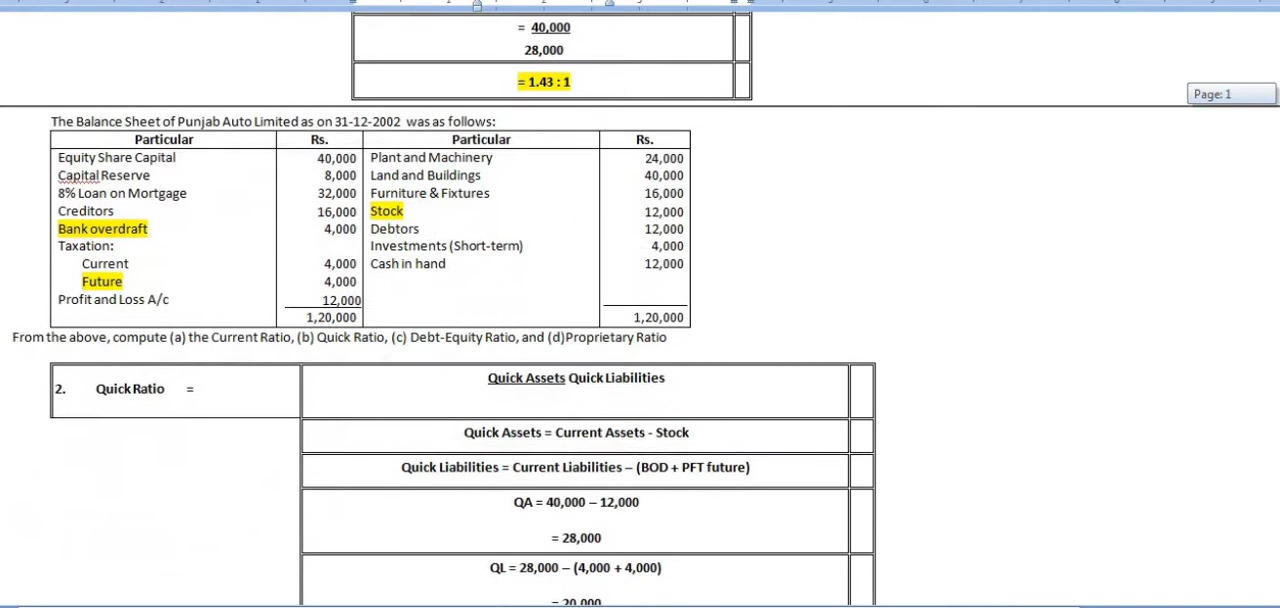 = 40,000
28,000
= 1.43 : 1
Page: 1
The Balance Sheet of Punjab Auto Limited as on 31-12-2002 was as follows:
Particular Rs. Particular Rs.
Equity Share Capital 40,000 Plant and Machinery 24,000
Capital Reserve 8,000 Land and Buildings 40,000
8% Loan on Mortgage 32,000 Furniture & Fixtures 16,000
Creditors 16,000 Stock 12,000
Bank overdraft 4,000 Debtors 12,000
Taxation: Investments (Short-term) 4,000
Current 4,000 Cash in hand 12,000
Future 4,000
Profit and Loss A/c 12,000
1,20,000 1,20,000
From the above, compute (a) the Current Ratio, (b) Quick Ratio, (c) Debt-Equity Ratio, and (d)Proprietary Ratio
2. Quick Ratio = Quick Assets Quick Liabilities
Quick Assets = Current Assets - Stock
Quick Liabilities = Current Liabilities – (BOD + PFT future)
QA = 40,000 – 12,000
= 28,000
QL = 28,000 – (4,000 + 4,000)
= 20,000